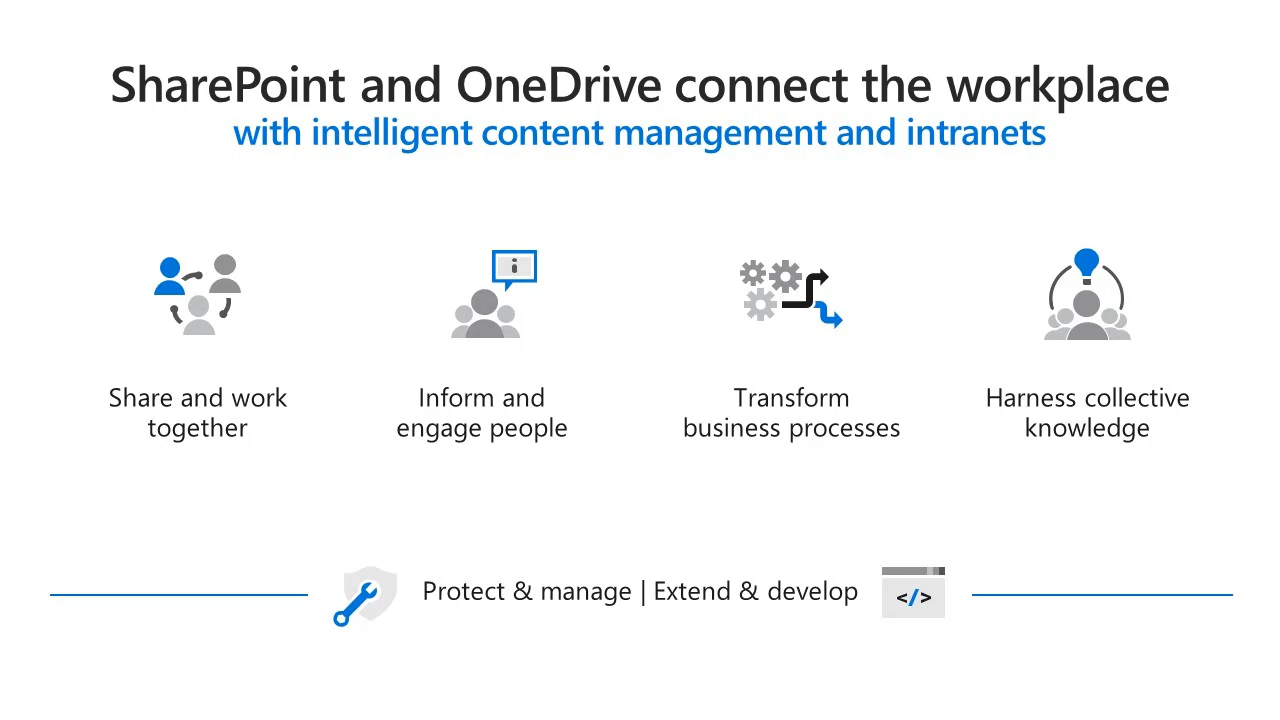 SharePoint and OneDrive connect the workplace
with intelligent content management and intranets
i
Share and work
together
Inform and
engage people
Transform
business processes
Harness collective
knowledge
Protect & manage | Extend & develop
</>